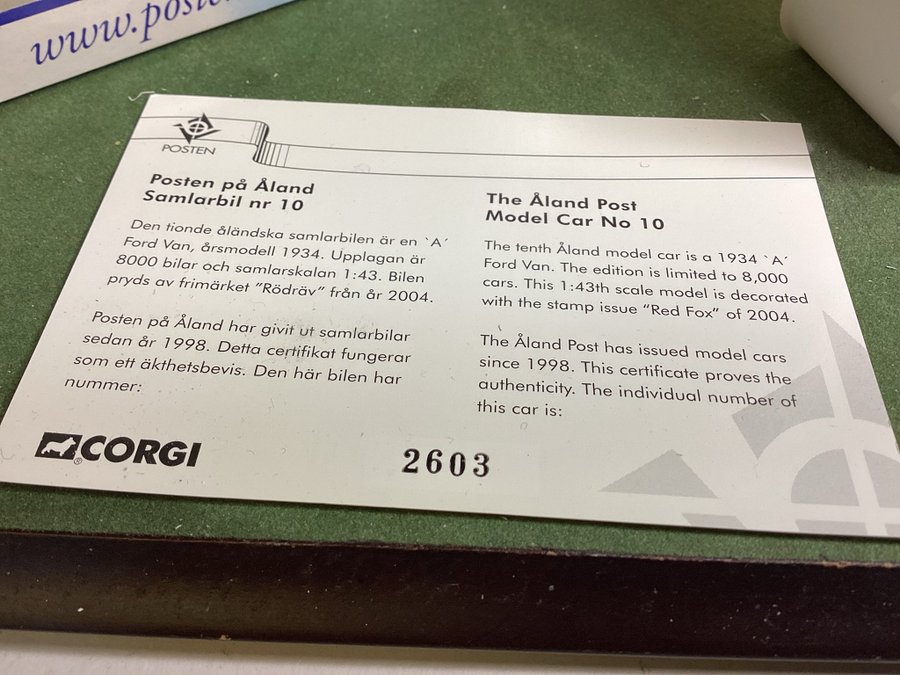 www.poste
POSTEN
Posten på Åland
Samlarbil nr 10
Den tionde åländska samlarbilen är en `A´
Ford Van, årsmodell 1934. Upplagan är
8000 bilar och samlarskalan 1:43. Bilen
pryds av frimärket "Rödräv" från år 2004.
Posten på Åland har givit ut samlarbilar
sedan år 1998. Detta certifikat fungerar
som ett äkthetsbevis. Den här bilen har
nummer:
The Åland Post
Model Car No 10
The tenth Åland model car is a 1934 `A´
Ford Van. The edition is limited to 8,000
cars. This 1:43th scale model is decorated
with the stamp issue "Red Fox" of 2004.
The Åland Post has issued model cars
since 1998. This certificate proves the
authenticity. The individual number of
this car is:
CORGI®
2603